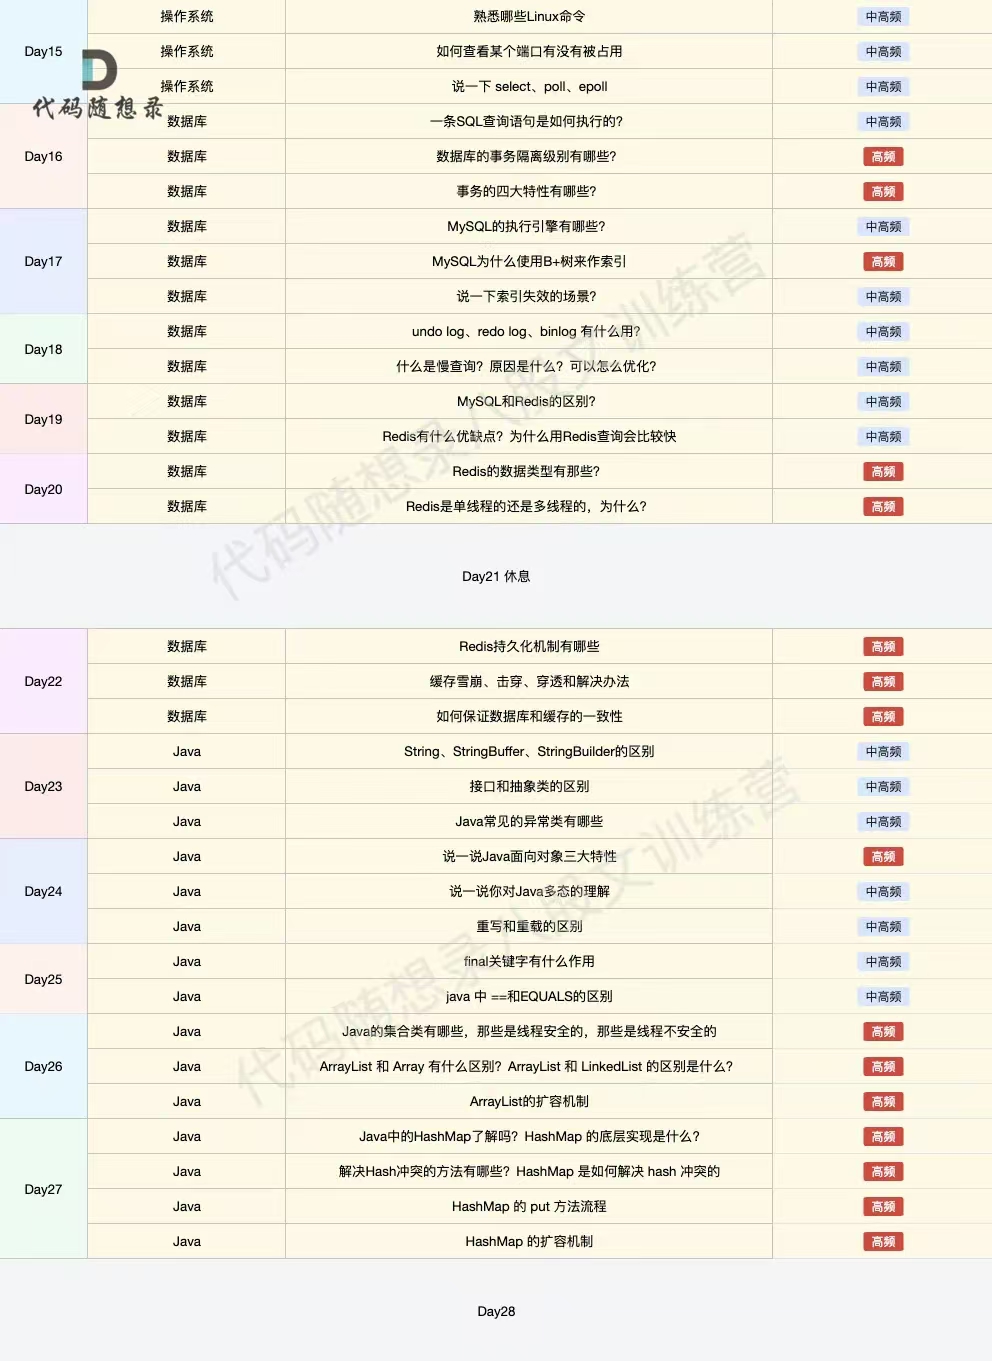 操作系统 熟悉哪些Linux命令 中高频
Day15 操作系统 如何查看某个端口有没有被占用 中高频
操作系统 说一下 select、poll、epoll 中高频
代码随想录
数据库 一条SQL查询语句是如何执行的? 中高频
Day16 数据库 数据库的事务隔离级别有哪些? 高频
数据库 事务的四大特性有哪些? 高频
数据库 MySQL的执行引擎有哪些? 中高频
Day17 数据库 MySQL为什么使用B+树来作索引 高频
数据库 说一下索引失效的场景? 中高频
Day18 数据库 undo log、redo log、binlog 有什么用? 中高频
数据库 什么是慢查询？原因是什么？可以怎么优化? 中高频
Day19 数据库 MySQL和Redis的区别? 中高频
数据库 Redis有什么优缺点？为什么用Redis查询会比较快 中高频
Day20 数据库 Redis的数据类型有那些? 高频
数据库 Redis是单线程的还是多线程的，为什么? 高频
代码随想录八股文训练营
Day21 休息
数据库 Redis持久化机制有哪些 高频
Day22 数据库 缓存雪崩、击穿、穿透和解决办法 高频
数据库 如何保证数据库和缓存的一致性 高频
Java String、StringBuffer、StringBuilder的区别 中高频
Day23 Java 接口和抽象类的区别 中高频
Java Java常见的异常类有哪些 中高频
Java 说一说Java面向对象三大特性 高频
Day24 Java 说一说你对Java多态的理解 中高频
Java 重写和重载的区别 中高频
Day25 Java final关键字有什么作用 中高频
Java java 中 ==和EQUALS的区别 中高频
代码随想录八股文训练营
Java Java的集合类有哪些，那些是线程安全的，那些是线程不安全的 高频
Day26 Java ArrayList 和 Array 有什么区别？ArrayList 和 LinkedList 的区别是什么? 高频
Java ArrayList的扩容机制 高频
Java Java中的HashMap了解吗？HashMap 的底层实现是什么? 高频
Day27 Java 解决Hash冲突的方法有哪些？HashMap 是如何解决 hash 冲突的 高频
Java HashMap 的 put 方法流程 高频
Java HashMap 的扩容机制 高频
Day28